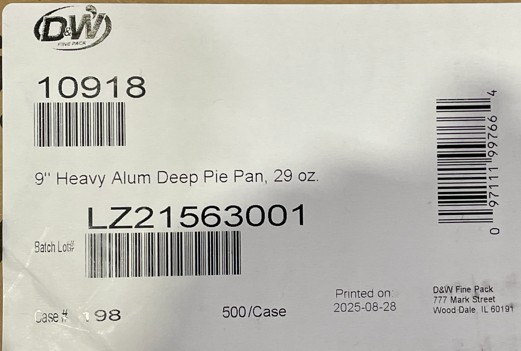 D&W
FINE PACK
10918
9" Heavy Alum Deep Pie Pan, 29 oz.
LZ21563001
Batch Lot#
Case # 98
500/Case
Printed on:
2025-08-28
D&W Fine Pack
777 Mark Street
Wood Dale IL 60191
0 97111 99766 4